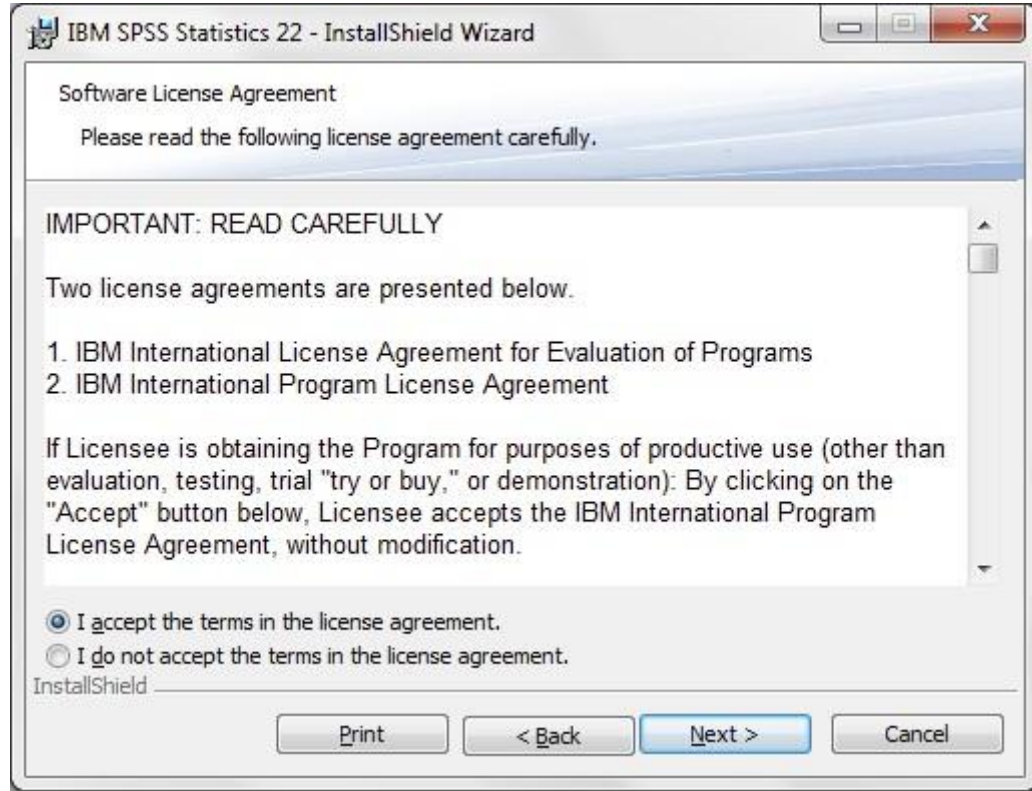 IBM SPSS Statistics 22 - InstallShield Wizard
Software License Agreement
Please read the following license agreement carefully.
IMPORTANT: READ CAREFULLY
Two license agreements are presented below.
1. IBM International License Agreement for Evaluation of Programs
2. IBM International Program License Agreement
If Licensee is obtaining the Program for purposes of productive use (other than
evaluation, testing, trial "try or buy," or demonstration): By clicking on the
"Accept" button below, Licensee accepts the IBM International Program
License Agreement, without modification.
I accept the terms in the license agreement.
I do not accept the terms in the license agreement.
InstallShield
Print < Back Next > Cancel